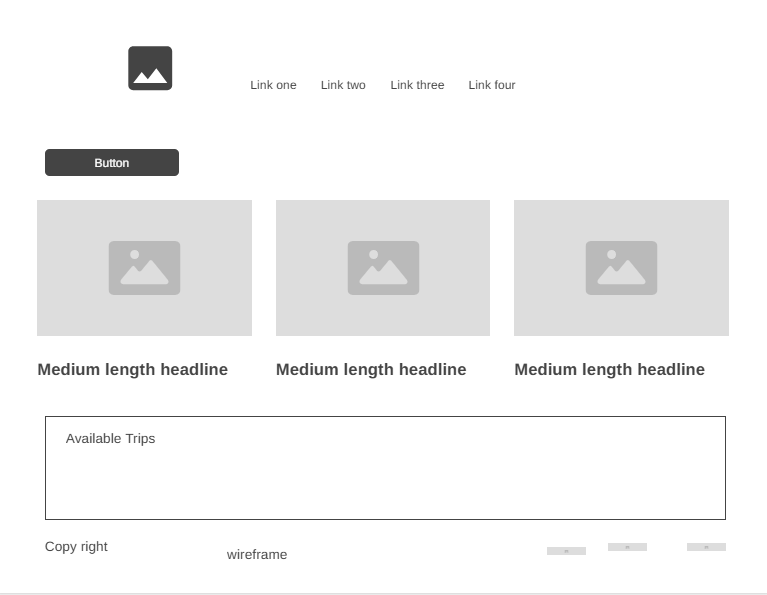 Link one Link two Link three Link four
Button
Medium length headline Medium length headline Medium length headline
Available Trips
Copy right
wireframe